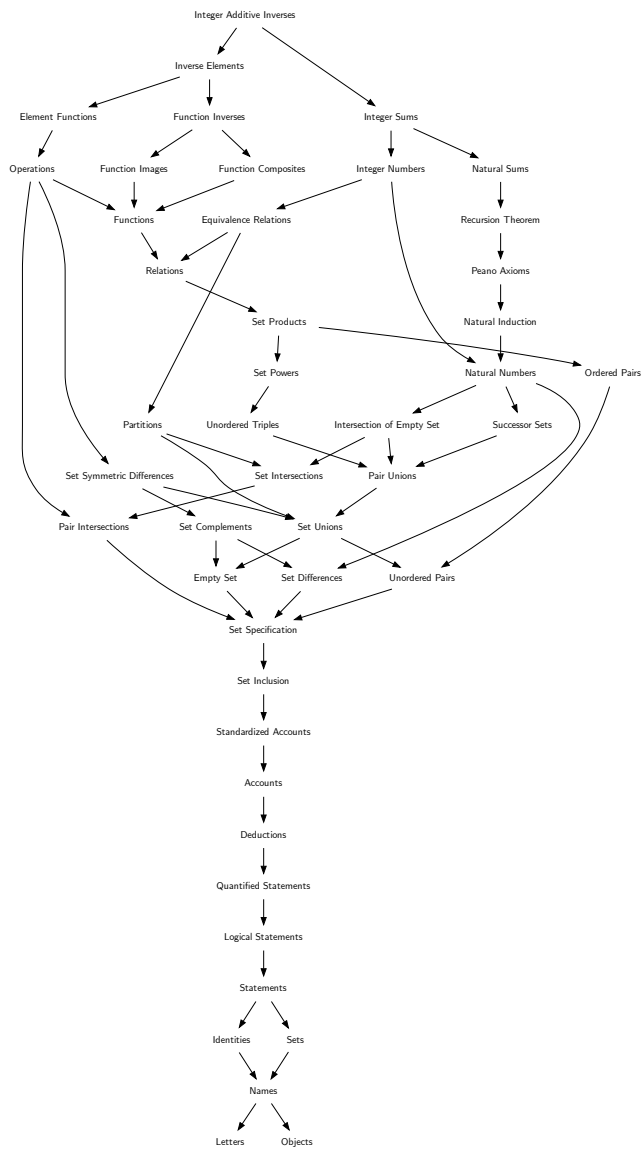 Integer Additive Inverses
Inverse Elements
Element Functions
Function Inverses
Integer Sums
Operations
Function Images
Function Composites
Integer Numbers
Natural Sums
Functions
Equivalence Relations
Recursion Theorem
Relations
Peano Axioms
Set Products
Natural Induction
Set Powers
Natural Numbers
Ordered Pairs
Partitions
Unordered Triples
Intersection of Empty Set
Successor Sets
Set Symmetric Differences
Set Intersections
Pair Unions
Pair Intersections
Set Complements
Set Unions
Empty Set
Set Differences
Unordered Pairs
Set Specification
Set Inclusion
Standardized Accounts
Accounts
Deductions
Quantified Statements
Logical Statements
Statements
Identities
Sets
Names
Letters
Objects